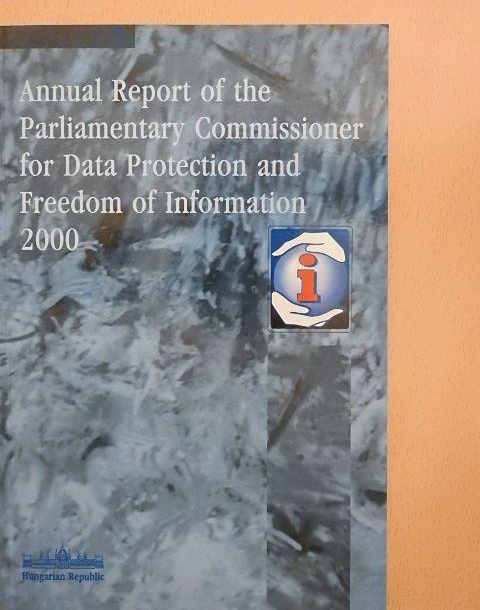 Annual Report of the
Parliamentary Commissioner
for Data Protection and
Freedom of Information
2000
i
Hungarian Republic